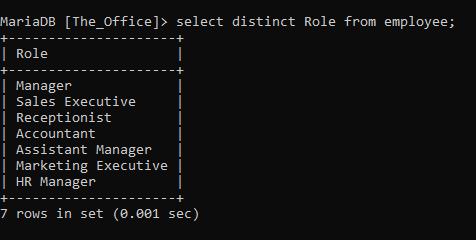 MariaDB [The_Office]> select distinct Role from employee;
+---------------------+
| Role                |
+---------------------+
| Manager             |
| Sales Executive     |
| Receptionist        |
| Accountant          |
| Assistant Manager   |
| Marketing Executive |
| HR Manager          |
+---------------------+
7 rows in set (0.001 sec)